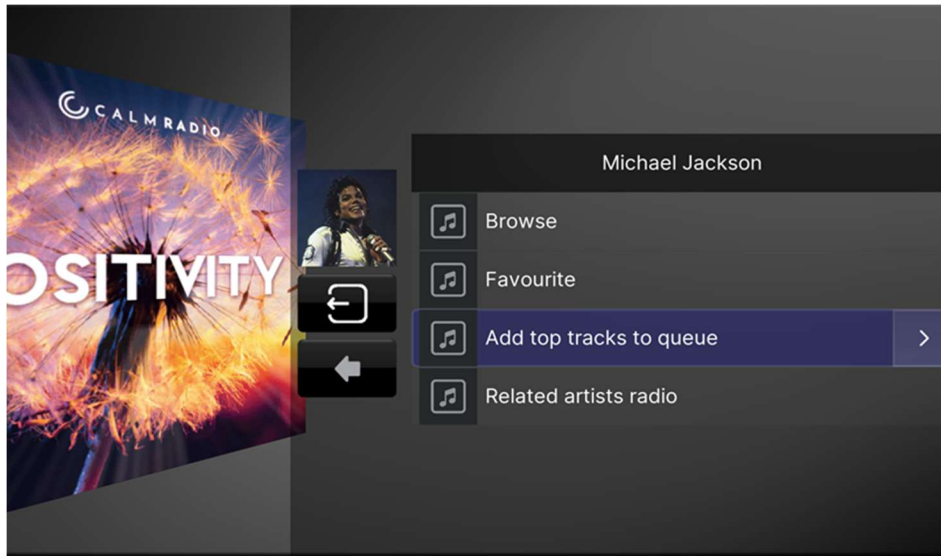 CALMRADIO
OSITIVITY
Michael Jackson
Browse
Favourite
Add top tracks to queue
Related artists radio